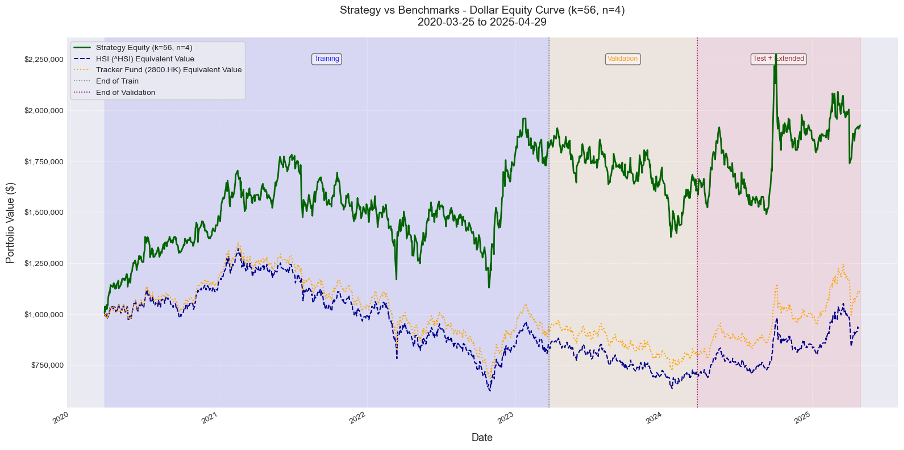 Strategy vs Benchmarks - Dollar Equity Curve (k=56, n=4)
2020-03-25 to 2025-04-29
Strategy Equity (k=56, n=4)
HSI (^HSI) Equivalent Value
Tracker Fund (2800.HK) Equivalent Value
End of Train
End of Validation
Training
Validation
Test + Extended
Portfolio Value ($)
$2,250,000
$2,000,000
$1,750,000
$1,500,000
$1,250,000
$1,000,000
$750,000
2020
2021
2022
2023
2024
2025
Date